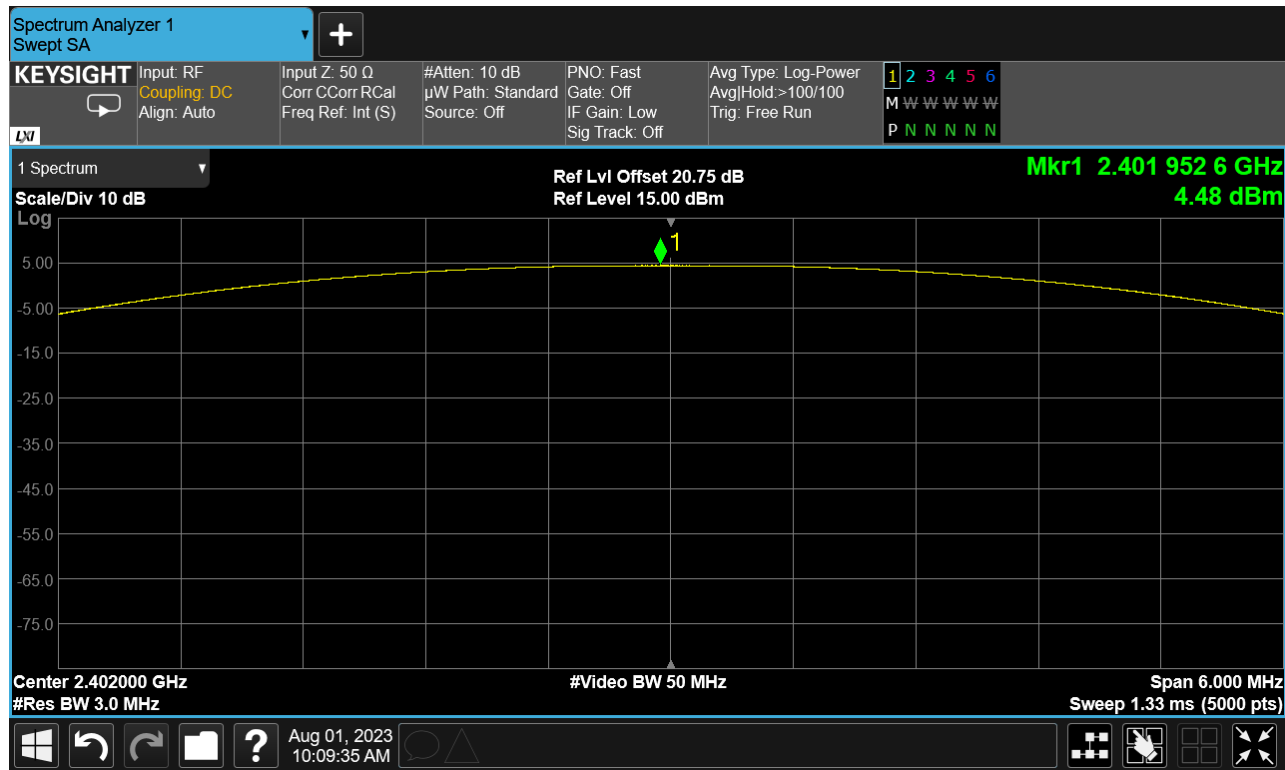 Spectrum Analyzer 1
Swept SA
KEYSIGHT
LXI
Input: RF
Coupling: DC
Align: Auto
Input Z: 50 Ω
Corr CCorr RCal
Freq Ref: Int (S)
#Atten: 10 dB
µW Path: Standard
Source: Off
PNO: Fast
Gate: Off
IF Gain: Low
Sig Track: Off
Avg Type: Log-Power
Avg|Hold:>100/100
Trig: Free Run
1 2 3 4 5 6
M W W W W W
P N N N N N
1 Spectrum
Scale/Div 10 dB
Ref Lvl Offset 20.75 dB
Ref Level 15.00 dBm
Mkr1 2.401 952 6 GHz
4.48 dBm
Log
1
5.00
-5.00
-15.0
-25.0
-35.0
-45.0
-55.0
-65.0
-75.0
Center 2.402000 GHz
#Res BW 3.0 MHz
#Video BW 50 MHz
Span 6.000 MHz
Sweep 1.33 ms (5000 pts)
?
Aug 01, 2023
10:09:35 AM